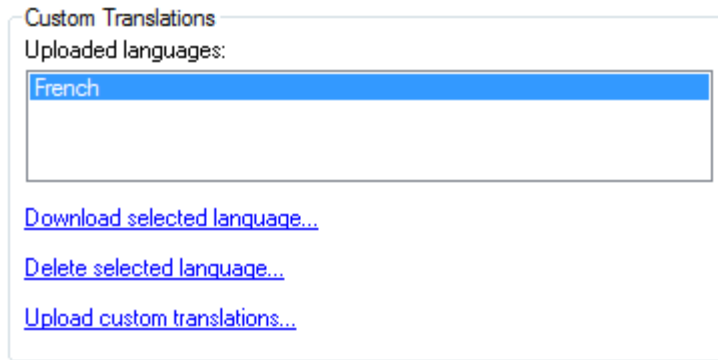 Custom Translations
Uploaded languages:
French
Download selected language...
Delete selected language...
Upload custom translations...